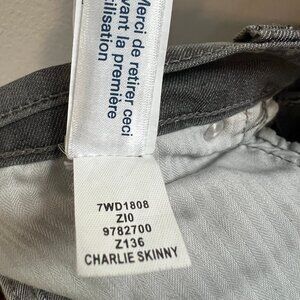 Merci de retirer ceci
avant la première
utilisation
7WD1808
ZI0
9782700
Z136
CHARLIE SKINNY